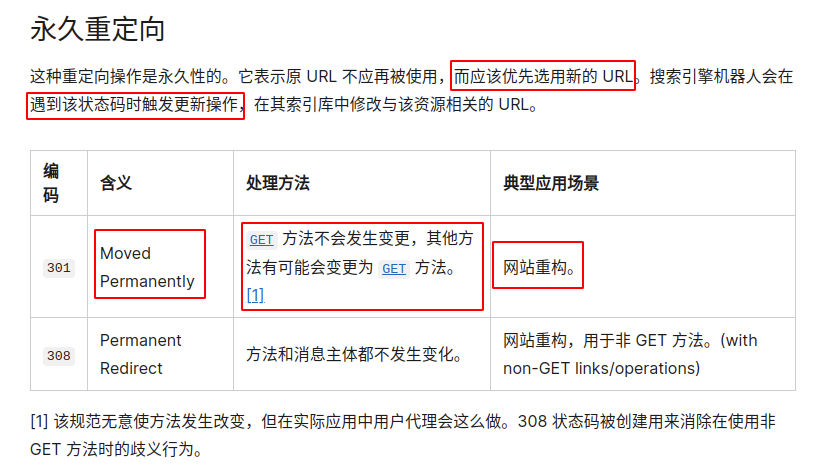 永久重定向
这种重定向操作是永久性的。它表示原 URL 不应再被使用，而应该优先选用新的 URL。搜索引擎机器人会在
遇到该状态码时触发更新操作，在其索引库中修改与该资源相关的 URL。
编
码
含义
处理方法
典型应用场景
301
Moved
Permanently
GET 方法不会发生变更，其他方
法有可能会变更为 GET 方法。
[1]
网站重构。
308
Permanent
Redirect
方法和消息主体都不发生变化。
网站重构，用于非 GET 方法。(with
non-GET links/operations)
[1] 该规范无意使方法发生改变，但在实际应用中用户代理会这么做。308 状态码被创建用来消除在使用非
GET 方法时的歧义行为。